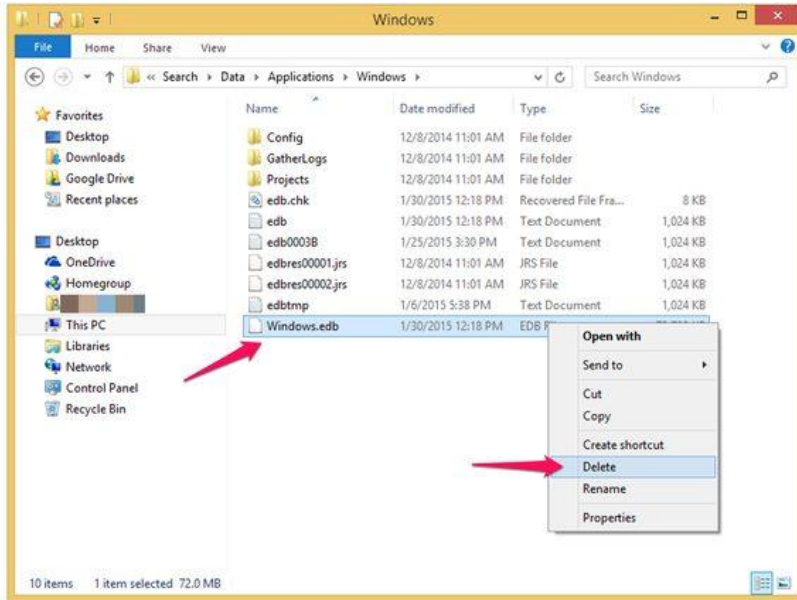 Windows
File Home Share View
« Search Data Applications Windows Search Windows
Name Date modified Type Size
Favorites
Desktop
Downloads
Google Drive
Recent places
Desktop
OneDrive
Homegroup
This PC
Libraries
Network
Control Panel
Recycle Bin
Config 12/8/2014 11:01 AM File folder
GatherLogs 12/8/2014 11:01 AM File folder
Projects 12/8/2014 11:01 AM File folder
edb.chk 1/30/2015 12:18 PM Recovered File Fra... 8 KB
edb 1/30/2015 12:18 PM Text Document 1,024 KB
edb0003B 1/25/2015 3:30 PM Text Document 1,024 KB
edbres00001.jrs 12/8/2014 11:01 AM JRS File 1,024 KB
edbres00002.jrs 12/8/2014 11:01 AM JRS File 1,024 KB
edbtmp 1/6/2015 5:38 PM Text Document 1,024 KB
Windows.edb 1/30/2015 12:18 PM EDB
Open with
Send to
Cut
Copy
Create shortcut
Delete
Rename
Properties
10 items 1 item selected 72.0 MB